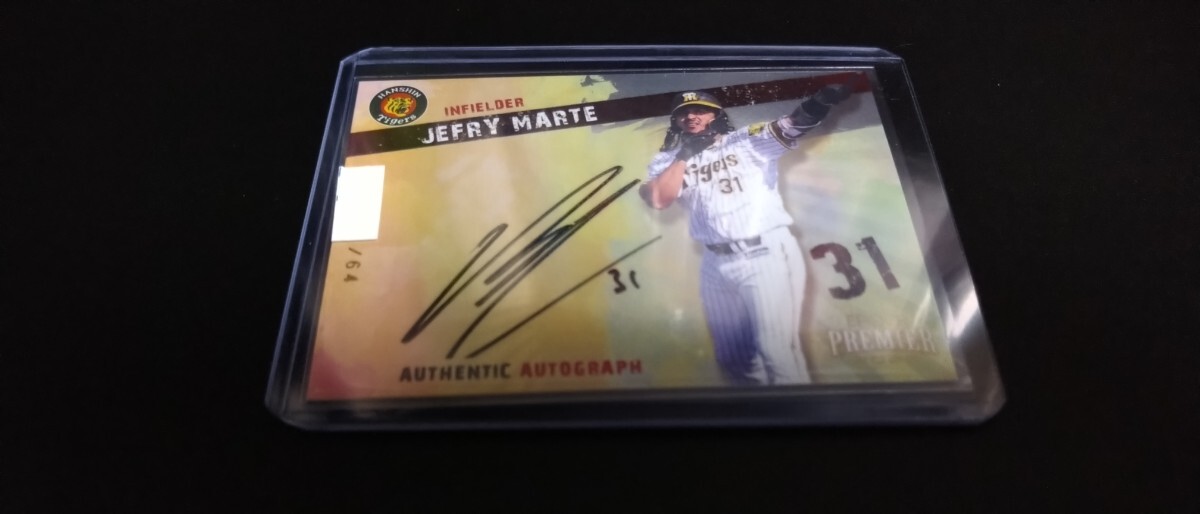 HANSHIN
Tigers
INFIELDER
JEFRY MARTE
Tigers
31
/64
31
31
PREMIER
AUTHENTIC AUTOGRAPH